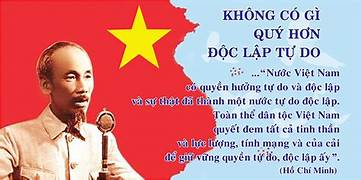 KHÔNG CÓ GÌ
QUÝ HƠN
ĐỘC LẬP TỰ DO
..."Nước Việt Nam
có quyền hưởng tự do và độc lập
và sự thật đã thành một nước tự do độc lập.
Toàn thể dân tộc Việt Nam
quyết đem tất cả tinh thần
và lực lượng, tính mạng và của cải
để giữ vững quyền tự do, độc lập ấy".
(Hồ Chí Minh)